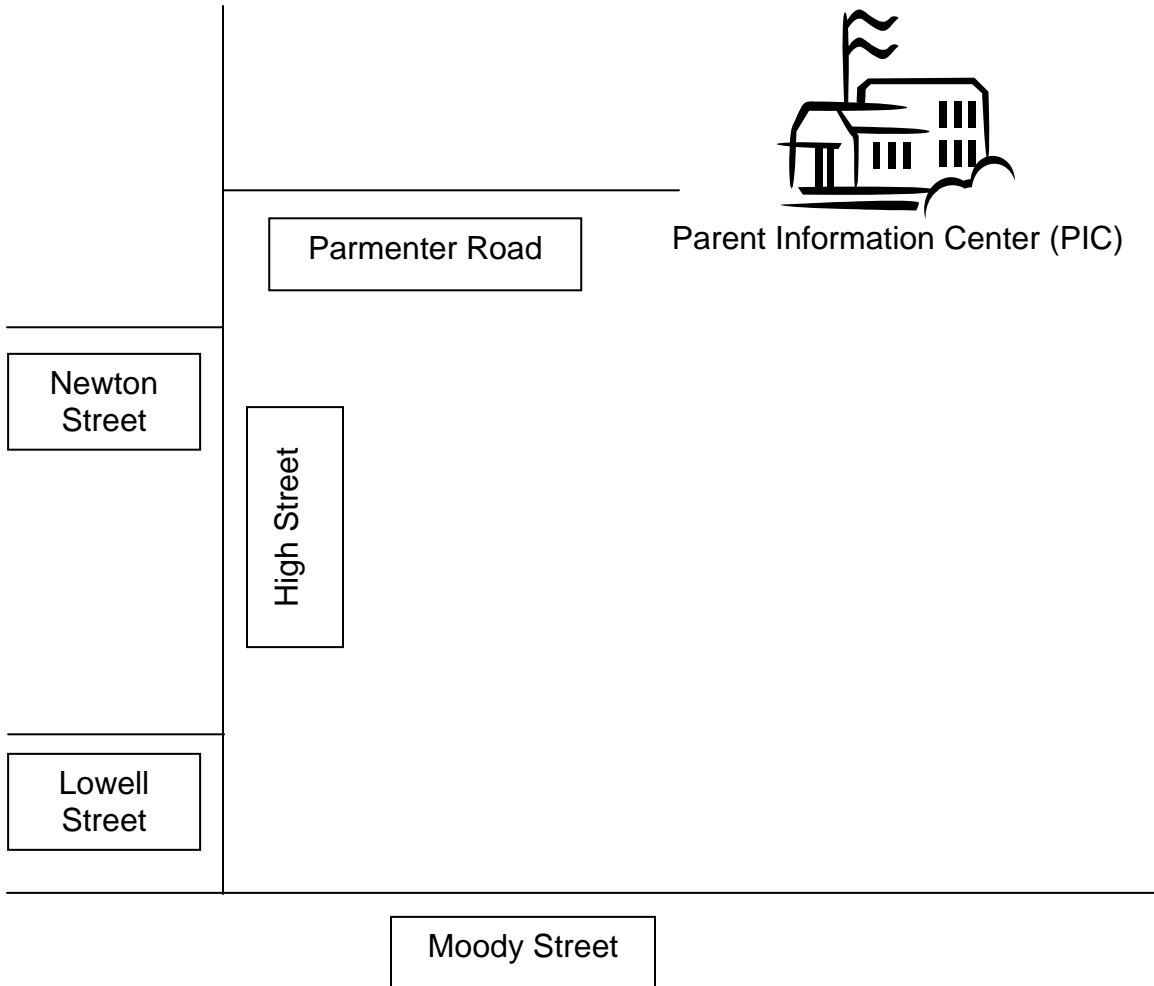 Parmenter Road
Parent Information Center (PIC)
Newton
Street
High Street
Lowell
Street
Moody Street